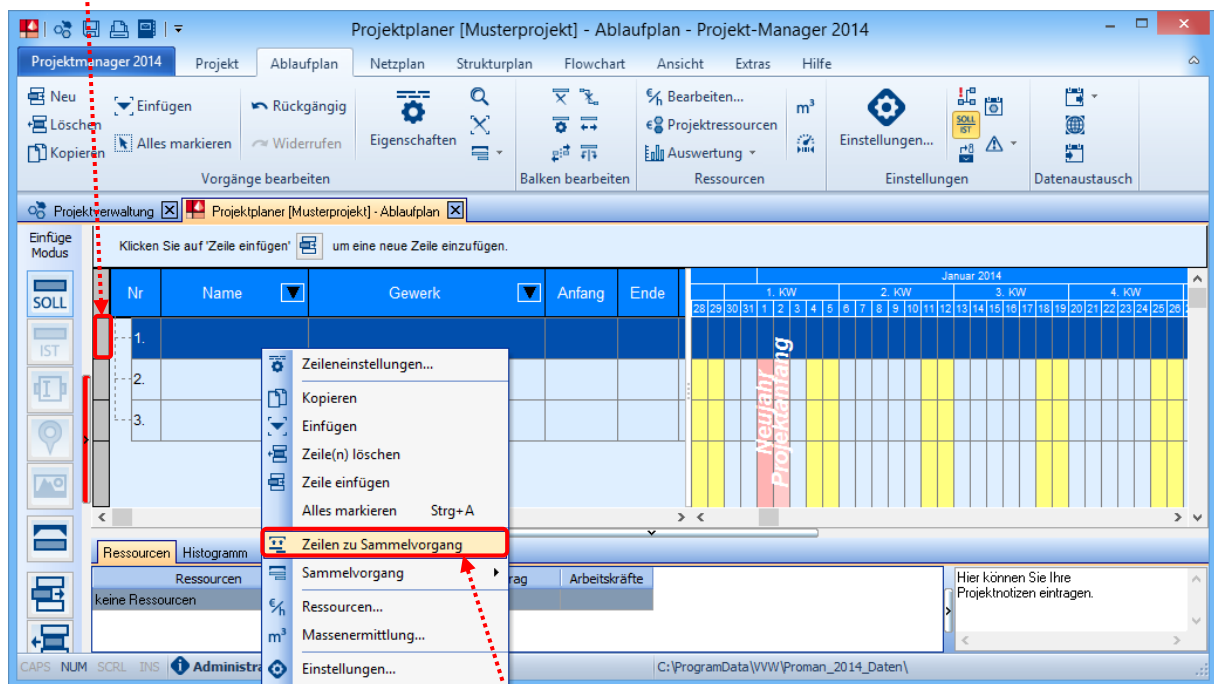 Projektplaner [Musterprojekt] - Ablaufplan - Projekt-Manager 2014
Projektmanager 2014 Projekt Ablaufplan Netzplan Strukturplan Flowchart Ansicht Extras Hilfe
Neu
Löschen
Kopieren
Einfügen
Alles markieren
Rückgängig
Widerrufen
Eigenschaften
Bearbeiten...
Projektressourcen
Auswertung
m³
Einstellungen...
SOLL
IST
Vorgänge bearbeiten Balken bearbeiten Ressourcen Einstellungen Datenaustausch
Projektverwaltung Projektplaner [Musterprojekt] - Ablaufplan
Einfüge
Modus
Klicken Sie auf 'Zeile einfügen' um eine neue Zeile einzufügen.
SOLL
IST
Nr Name Gewerk Anfang Ende
Januar 2014
1. KW 2. KW 3. KW 4. KW
28 29 30 31 1 2 3 4 5 6 7 8 9 10 11 12 13 14 15 16 17 18 19 20 21 22 23 24 25 26
1.
2.
3.
Neujahr
Projektanfang
Zeileneinstellungen...
Kopieren
Einfügen
Zeile(n) löschen
Zeile einfügen
Alles markieren Strg+A
Zeilen zu Sammelvorgang
Sammelvorgang
Ressourcen...
m³ Massenermittlung...
Einstellungen...
Ressourcen Histogramm
Ressourcen rag Arbeitskräfte
keine Ressourcen
Hier können Sie Ihre
Projektnotizen eintragen.
CAPS NUM SCRL INS Administra C:\ProgramData\VVW\Proman_2014_Daten\